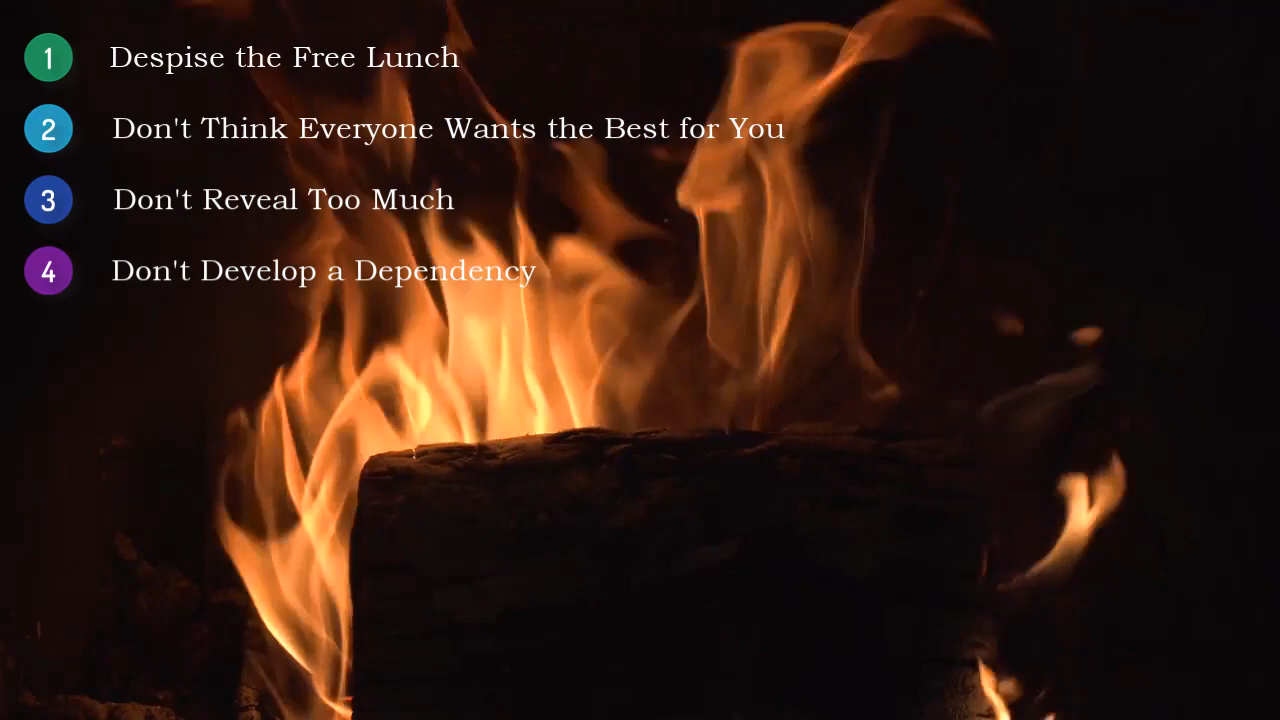 1 Despise the Free Lunch
2 Don't Think Everyone Wants the Best for You
3 Don't Reveal Too Much
4 Don't Develop a Dependency